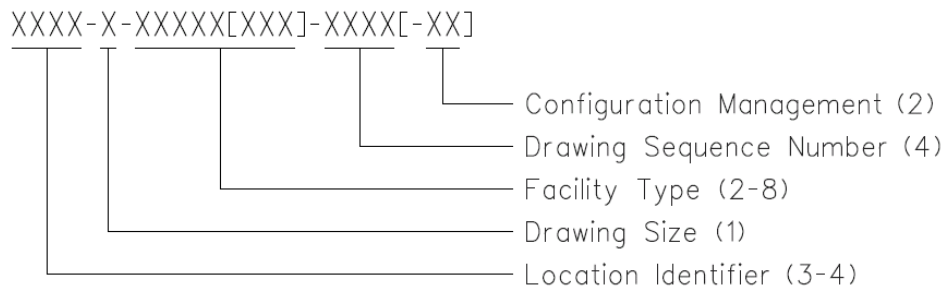 XXXX-X-XXXXX[XXX]-XXXX[-XX]
Configuration Management (2)
Drawing Sequence Number (4)
Facility Type (2-8)
Drawing Size (1)
Location Identifier (3-4)